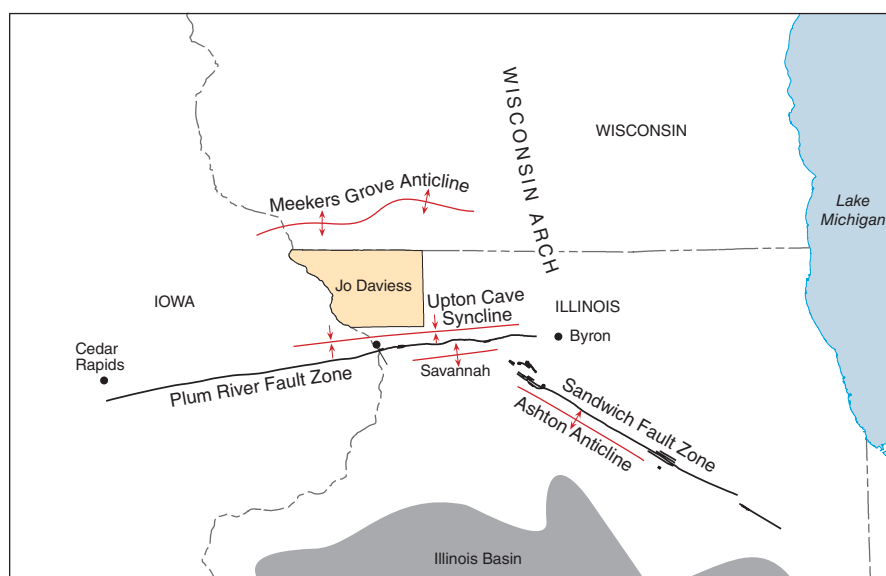 WISCONSIN ARCH
WISCONSIN
Meekers Grove Anticline
Lake
Michigan
Jo Daviess
IOWA
Upton Cave
Syncline
ILLINOIS
Byron
Cedar
Rapids
Plum River Fault Zone
Savannah
Sandwich Fault Zone
Ashton Anticline
Illinois Basin